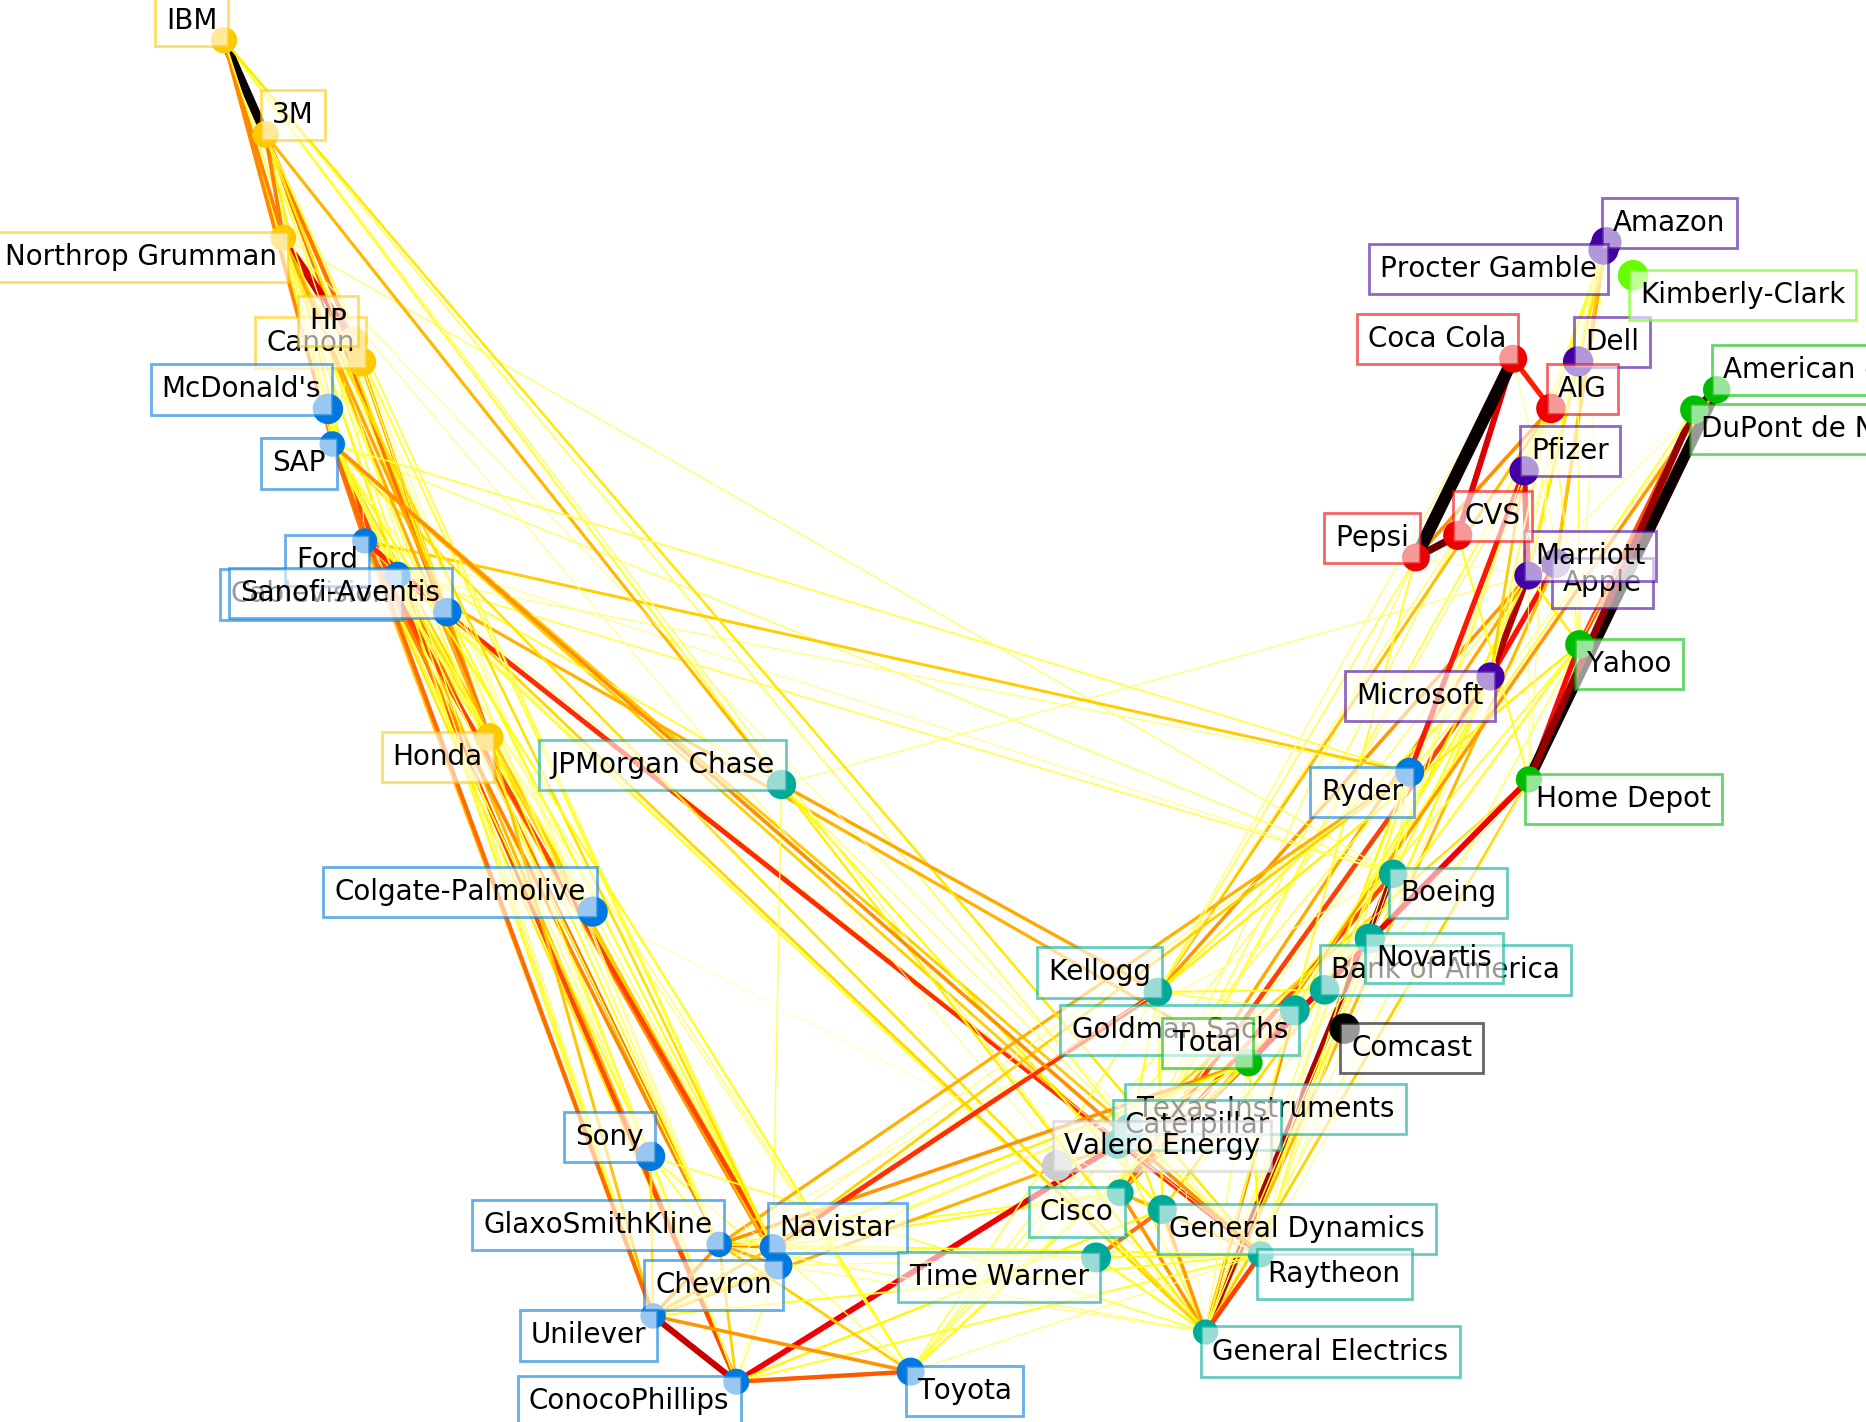 IBM
3M
Northrop Grumman
HP
Canon
McDonald's
SAP
Ford
Sanofi-Aventis
Honda
JPMorgan Chase
Colgate-Palmolive
Sony
GlaxoSmithKline
Navistar
Chevron
Unilever
ConocoPhillips
Toyota
Amazon
Procter Gamble
Kimberly-Clark
Coca Cola
Dell
AIG
American
DuPont de N
Pfizer
CVS
Pepsi
Marriott
Apple
Yahoo
Microsoft
Ryder
Home Depot
Boeing
Novartis
Bank of America
Kellogg
Goldman Sachs
Total
Comcast
Texas Instruments
Caterpillar
Valero Energy
Cisco
General Dynamics
Time Warner
Raytheon
General Electrics